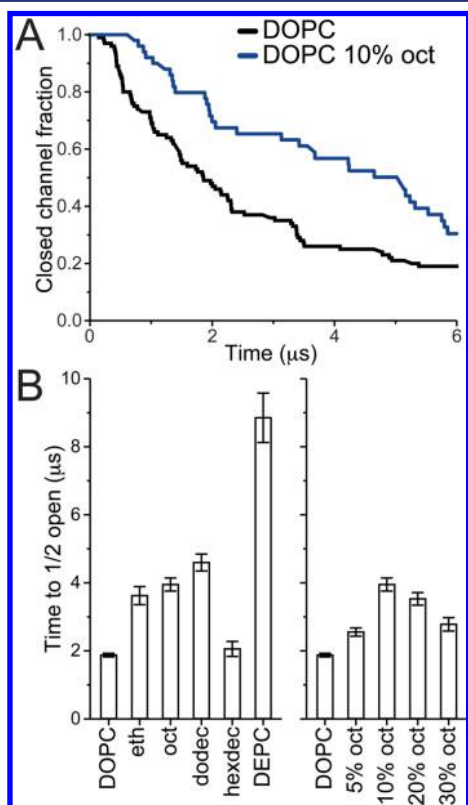 A
DOPC
DOPC 10% oct
1.0
0.8
0.6
0.4
0.2
0.0
Closed channel fraction
0
2
4
6
Time (μs)
B
10
8
6
4
2
0
Time to 1/2 open (μs)
DOPC
eth
oct
dodec
hexdec
DEPC
DOPC
5% oct
10% oct
20% oct
30% oct